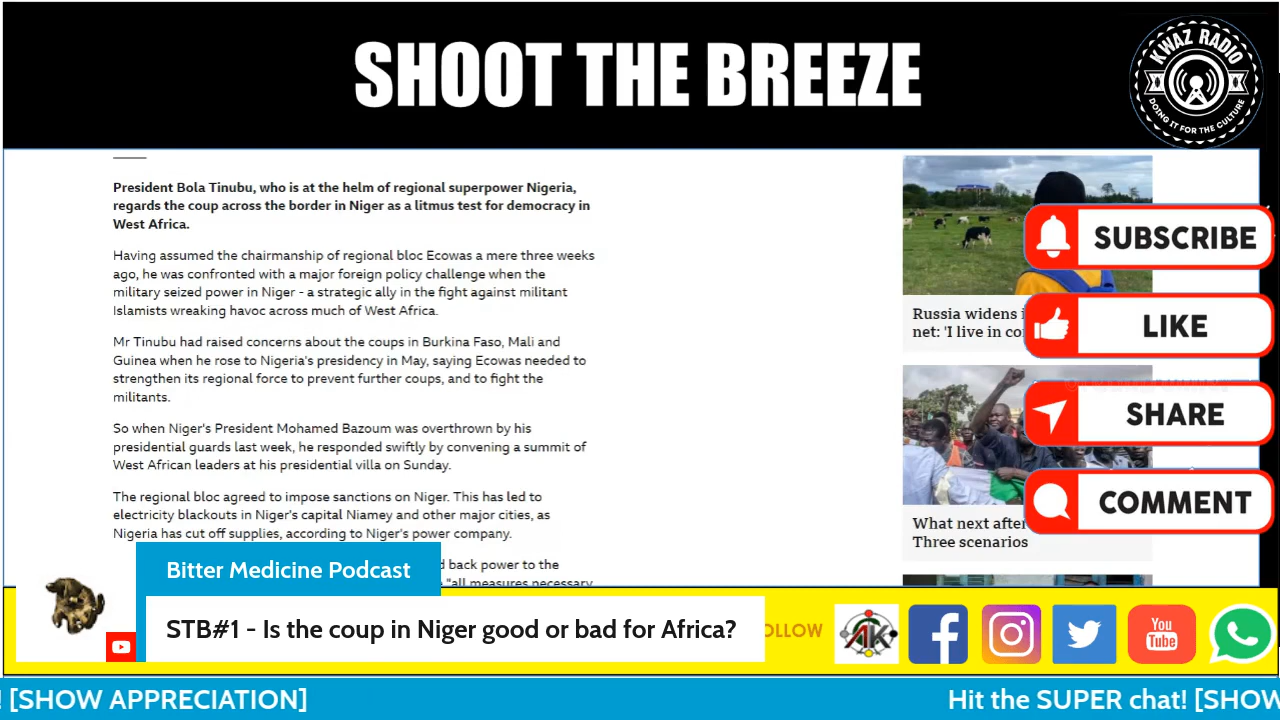 SHOOT THE BREEZE
KIWAZ RADIO
DOING IT FOR THE CULTURE
President Bola Tinubu, who is at the helm of regional superpower Nigeria,
regards the coup across the border in Niger as a litmus test for democracy in
West Africa.
Having assumed the chairmanship of regional bloc Ecowas a mere three weeks
ago, he was confronted with a major foreign policy challenge when the
military seized power in Niger - a strategic ally in the fight against militant
Islamists wreaking havoc across much of West Africa.
Mr Tinubu had raised concerns about the coups in Burkina Faso, Mali and
Guinea when he rose to Nigeria's presidency in May, saying Ecowas needed to
strengthen its regional force to prevent further coups, and to fight the
militants.
So when Niger's President Mohamed Bazoum was overthrown by his
presidential guards last week, he responded swiftly by convening a summit of
West African leaders at his presidential villa on Sunday.
The regional bloc agreed to impose sanctions on Niger. This has led to
electricity blackouts in Niger's capital Niamey and other major cities, as
Nigeria has cut off supplies, according to Niger's power company.
d back power to the
"all measures necessary
Russia widens
net: 'I live in
What next after
Three scenarios
SUBSCRIBE
LIKE
SHARE
COMMENT
Bitter Medicine Podcast
STB#1 - Is the coup in Niger good or bad for Africa?
OLLOW
AK
You
Tube
! [SHOW APPRECIATION]
Hit the SUPER chat! [SHOW